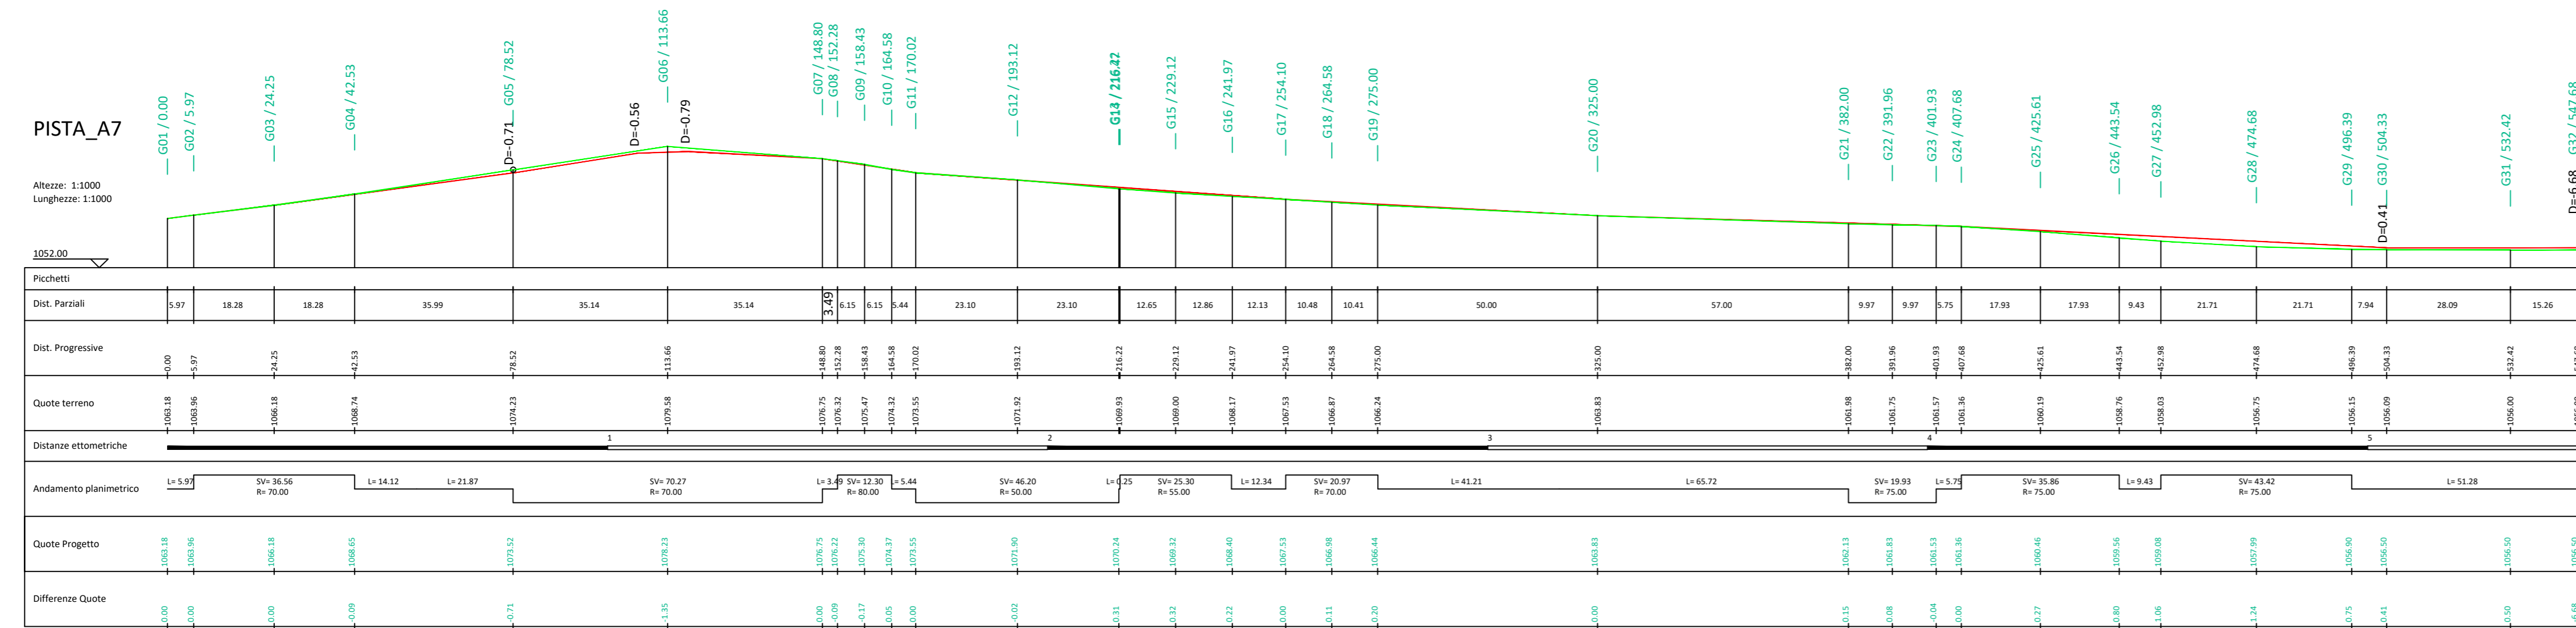 G01 / 0.00
G02 / 5.97
G03 / 24.25
G04 / 42.53
G05 / 78.52
G06 / 113.66
G07 / 148.80
G08 / 152.28
G09 / 158.43
G10 / 164.58
G11 / 170.02
G12 / 193.12
G15 / 229.12
G16 / 241.97
G17 / 254.10
G18 / 264.58
G19 / 275.00
G20 / 325.00
G21 / 382.00
G22 / 391.96
G23 / 401.93
G24 / 407.68
G25 / 425.61
G26 / 443.54
G27 / 452.98
G28 / 474.68
G29 / 496.39
G30 / 504.33
G31 / 532.42
G32 / 547.68
D=-0.71
D=-0.56
D=-0.79
D=0.41
D=-6.68
PISTA_A7
Altezze: 1:1000
Lunghezze: 1:1000
1052.00
Picchetti
Dist. Parziali 5.97 18.28 18.28 35.99 35.14 35.14 3.49 6.15 6.15 5.44 23.10 23.10 12.65 12.86 12.13 10.48 10.41 50.00 57.00 9.97 9.97 5.75 17.93 17.93 9.43 21.71 21.71 7.94 28.09 15.26
Dist. Progressive 0.00 5.97 24.25 42.53 78.52 113.66 148.80 152.28 158.43 164.58 170.02 193.12 216.22 229.12 241.97 254.10 264.58 275.00 325.00 382.00 391.96 401.93 407.68 425.61 443.54 452.98 474.68 496.39 504.33 532.42
Quote terreno 1063.18 1063.96 1066.18 1068.74 1074.23 1079.58 1076.75 1076.32 1075.47 1074.32 1073.55 1071.92 1069.93 1069.00 1068.17 1067.53 1066.87 1066.24 1063.83 1061.98 1061.75 1061.57 1061.36 1060.19 1058.76 1058.03 1056.75 1056.15 1056.09 1056.00
Distanze ettometriche 1 2 3 4 5
Andamento planimetrico L= 5.97 SV= 36.56 L= 14.12 L= 21.87 SV= 70.27 L= 3.49 SV= 12.30 L= 5.44 SV= 46.20 L= 0.25 SV= 25.30 L= 12.34 SV= 20.97 L= 41.21 L= 65.72 SV= 19.93 L= 5.75 SV= 35.86 L= 9.43 SV= 43.42 L= 51.28
R= 70.00 R= 70.00 R= 80.00 R= 50.00 R= 55.00 R= 70.00 R= 75.00 R= 75.00 R= 75.00
Quote Progetto 1063.18 1063.96 1066.18 1068.65 1073.52 1078.23 1076.75 1076.22 1075.30 1074.37 1073.55 1071.90 1070.24 1069.32 1068.40 1067.53 1066.98 1066.44 1063.83 1062.13 1061.83 1061.53 1061.36 1060.46 1059.56 1059.08 1057.99 1056.90 1056.50 1056.50 1056.50
Differenze Quote 0.00 0.00 0.00 -0.09 -0.71 -1.35 0.00 -0.09 -0.17 0.05 0.00 -0.02 0.31 0.32 0.22 0.00 0.11 0.20 0.00 0.15 0.08 -0.04 0.00 0.27 0.80 1.06 1.24 0.75 0.41 0.50 -6.68